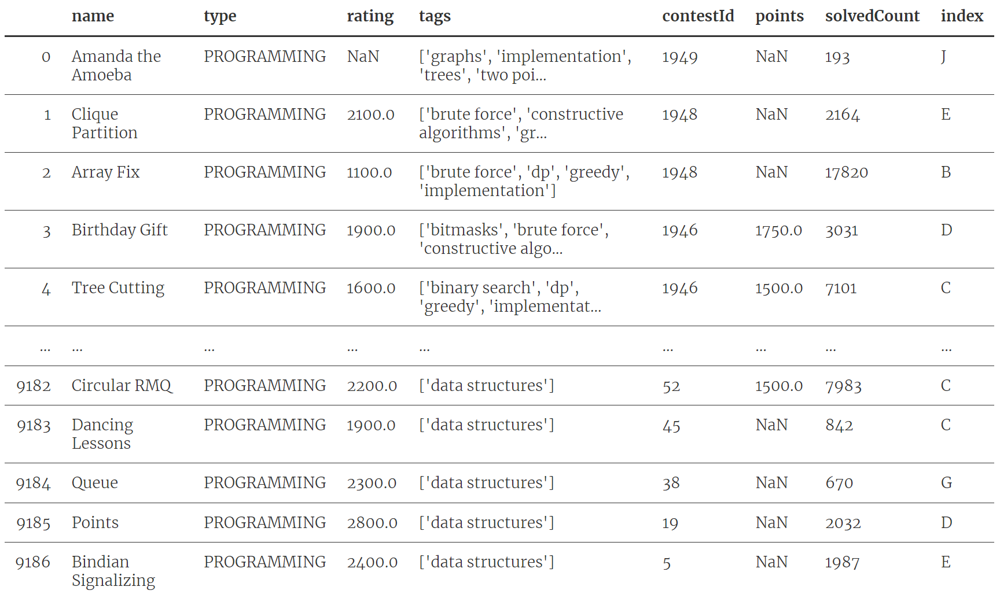 name type rating tags contestId points solvedCount index
0 Amanda the PROGRAMMING NaN ['graphs', 'implementation', 1949 NaN 193 J
Amoeba 'trees', 'two poi...
1 Clique PROGRAMMING 2100.0 ['brute force', 'constructive 1948 NaN 2164 E
Partition algorithms', 'gr...
2 Array Fix PROGRAMMING 1100.0 ['brute force', 'dp', 'greedy', 1948 NaN 17820 B
'implementation']
3 Birthday Gift PROGRAMMING 1900.0 ['bitmasks', 'brute force', 1946 1750.0 3031 D
'constructive algo...
4 Tree Cutting PROGRAMMING 1600.0 ['binary search', 'dp', 1946 1500.0 7101 C
'greedy', 'implementat...
... ... ... ... ... ... ... ... ...
9182 Circular RMQ PROGRAMMING 2200.0 ['data structures'] 52 1500.0 7983 C
9183 Dancing PROGRAMMING 1900.0 ['data structures'] 45 NaN 842 C
Lessons
9184 Queue PROGRAMMING 2300.0 ['data structures'] 38 NaN 670 G
9185 Points PROGRAMMING 2800.0 ['data structures'] 19 NaN 2032 D
9186 Bindian PROGRAMMING 2400.0 ['data structures'] 5 NaN 1987 E
Signalizing